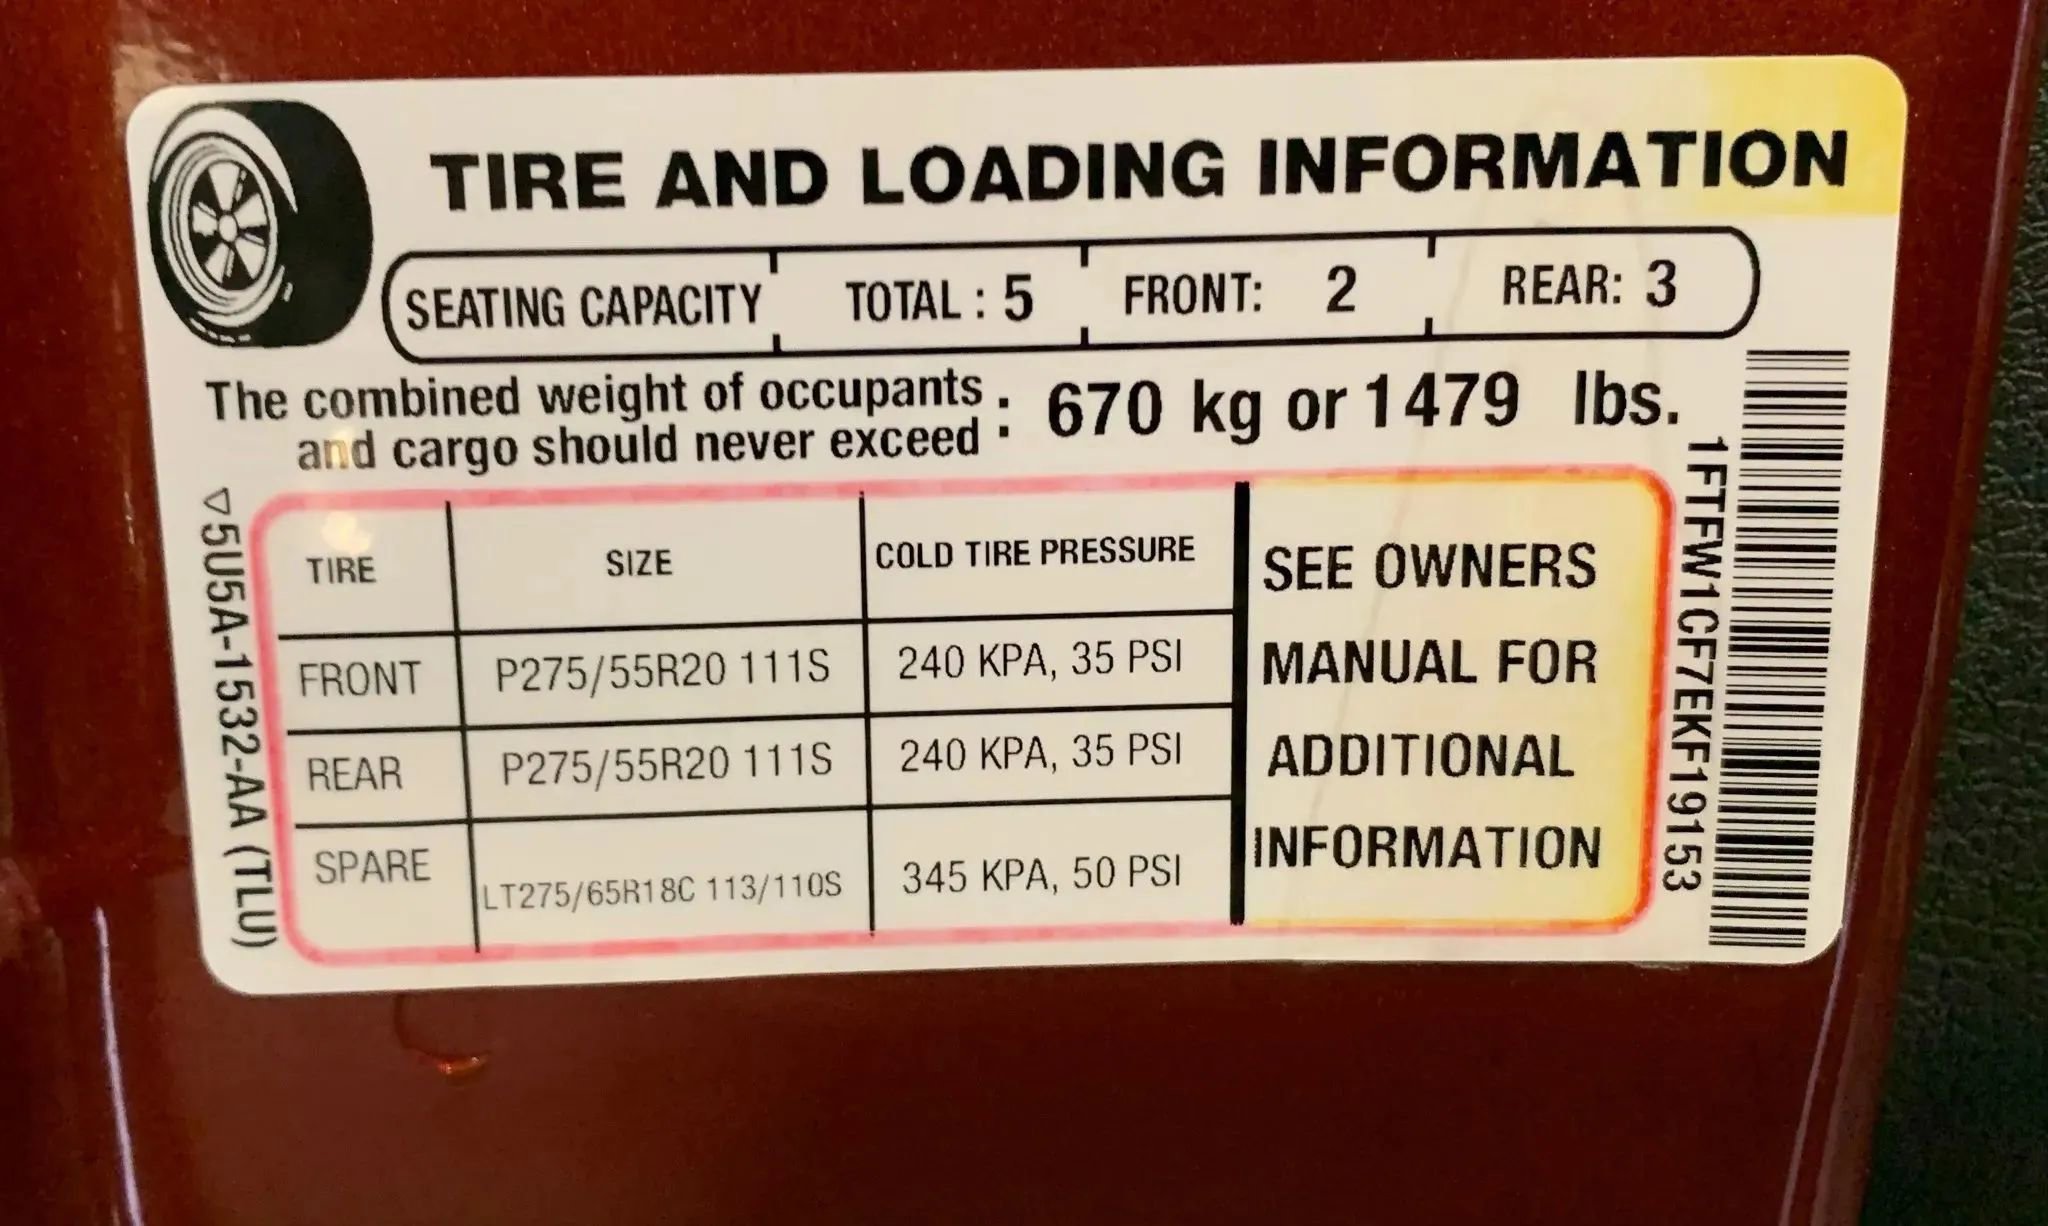 TIRE AND LOADING INFORMATION
SEATING CAPACITY TOTAL : 5 FRONT: 2 REAR: 3
The combined weight of occupants
and cargo should never exceed : 670 kg or 1479 lbs.
TIRE SIZE COLD TIRE PRESSURE
FRONT P275/55R20 111S 240 KPA, 35 PSI
REAR P275/55R20 111S 240 KPA, 35 PSI
SPARE LT275/65R18C 113/110S 345 KPA, 50 PSI
SEE OWNERS
MANUAL FOR
ADDITIONAL
INFORMATION
▽5U5A-1532-AA (TLU)
1FTFW1CF7EKF19153